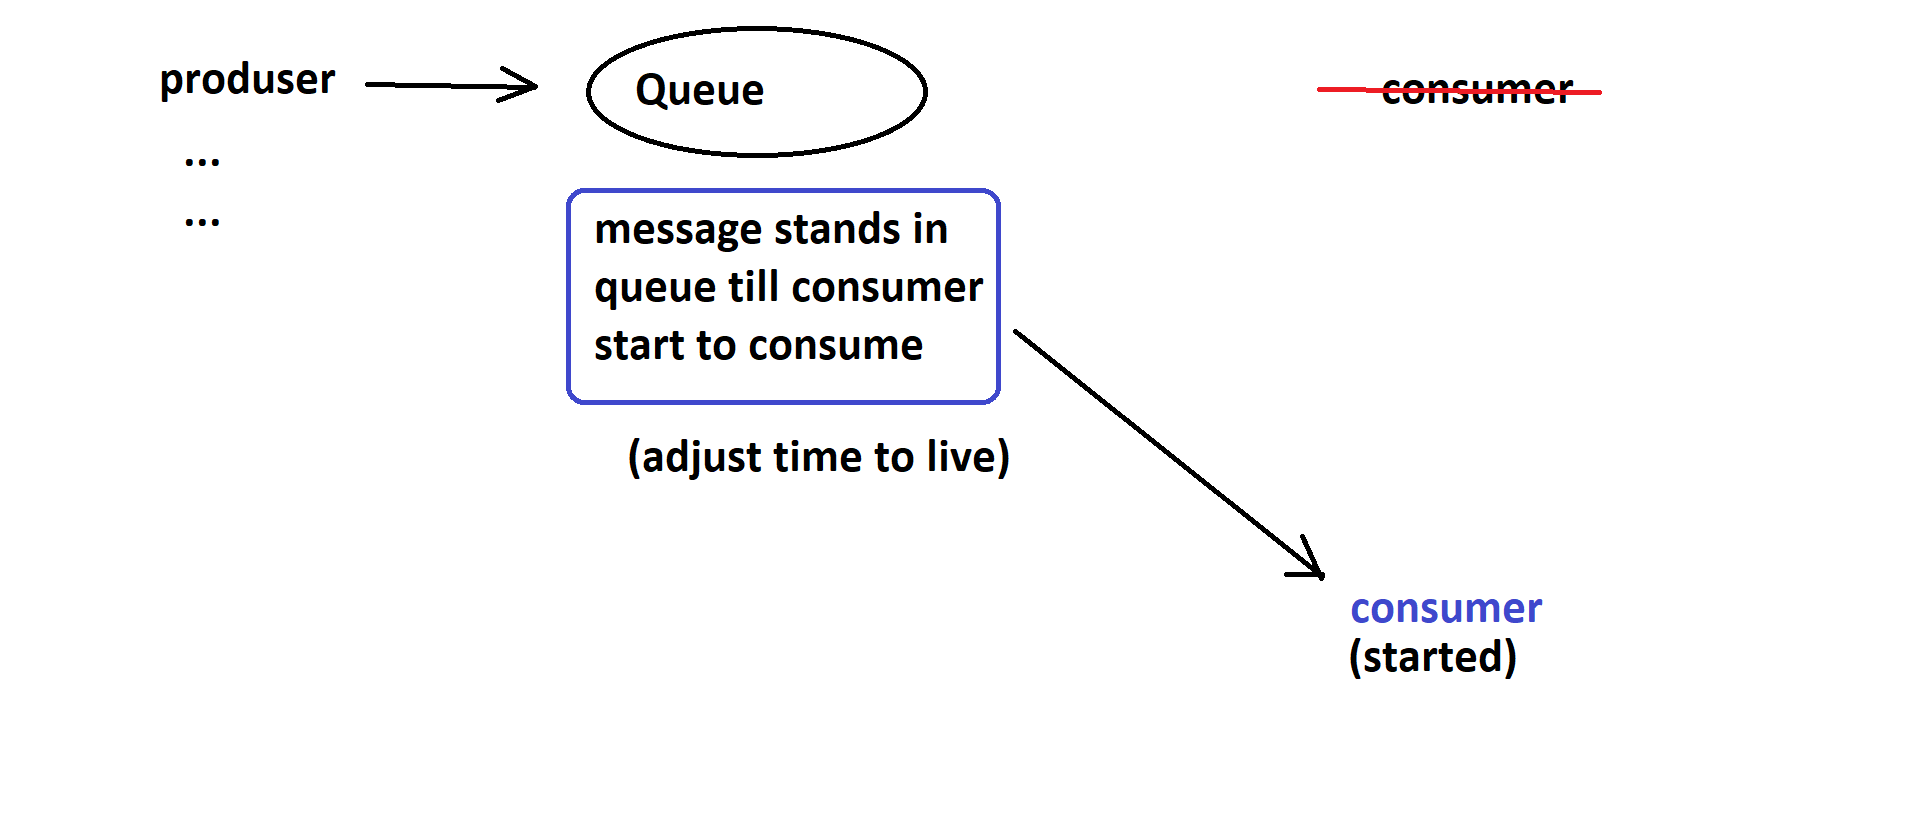 produser
Queue
consumer
...
...
message stands in
queue till consumer
start to consume
(adjust time to live)
consumer
(started)